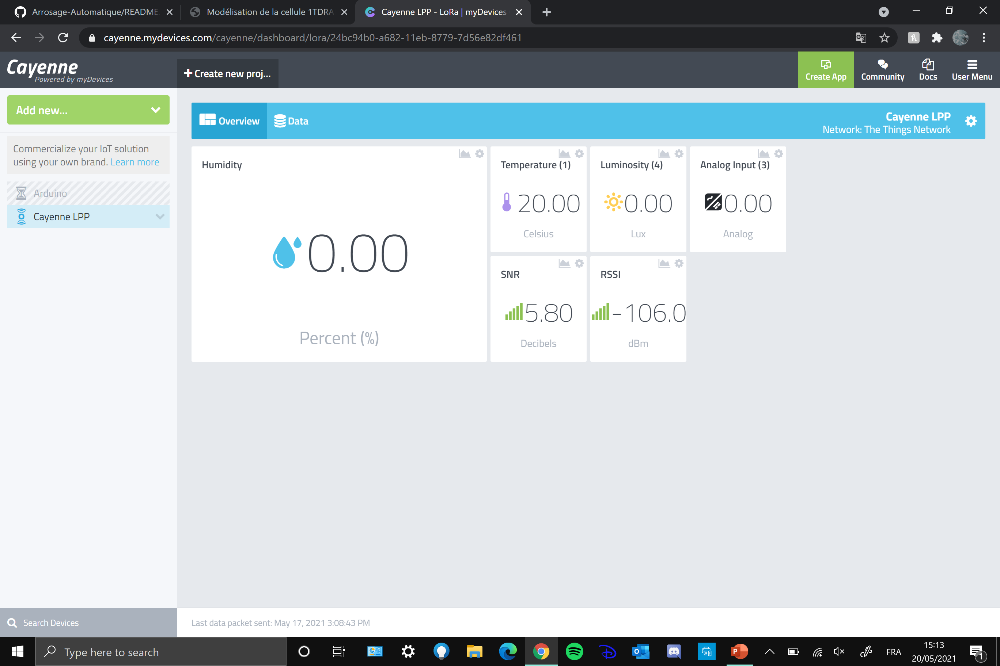 Arrosage-Automatique/README
Modélisation de la cellule 1TDRA
Cayenne LPP - LoRa | myDevices
cayenne.mydevices.com/cayenne/dashboard/lora/24bc94b0-a682-11eb-8779-7d56e82df461
Cayenne
Powered by myDevices
Create new proj...
Create App
Community
Docs
User Menu
Add new...
Overview
Data
Cayenne LPP
Network: The Things Network
Commercialize your IoT solution
using your own brand. Learn more
Arduino
Cayenne LPP
Humidity
0.00
Percent (%)
Temperature (1)
20.00
Celsius
Luminosity (4)
0.00
Lux
Analog Input (3)
0.00
Analog
SNR
5.80
Decibels
RSSI
-106.0
dBm
Search Devices
Last data packet sent: May 17, 2021 3:08:43 PM
Type here to search
FRA
15:13
20/05/2021
1